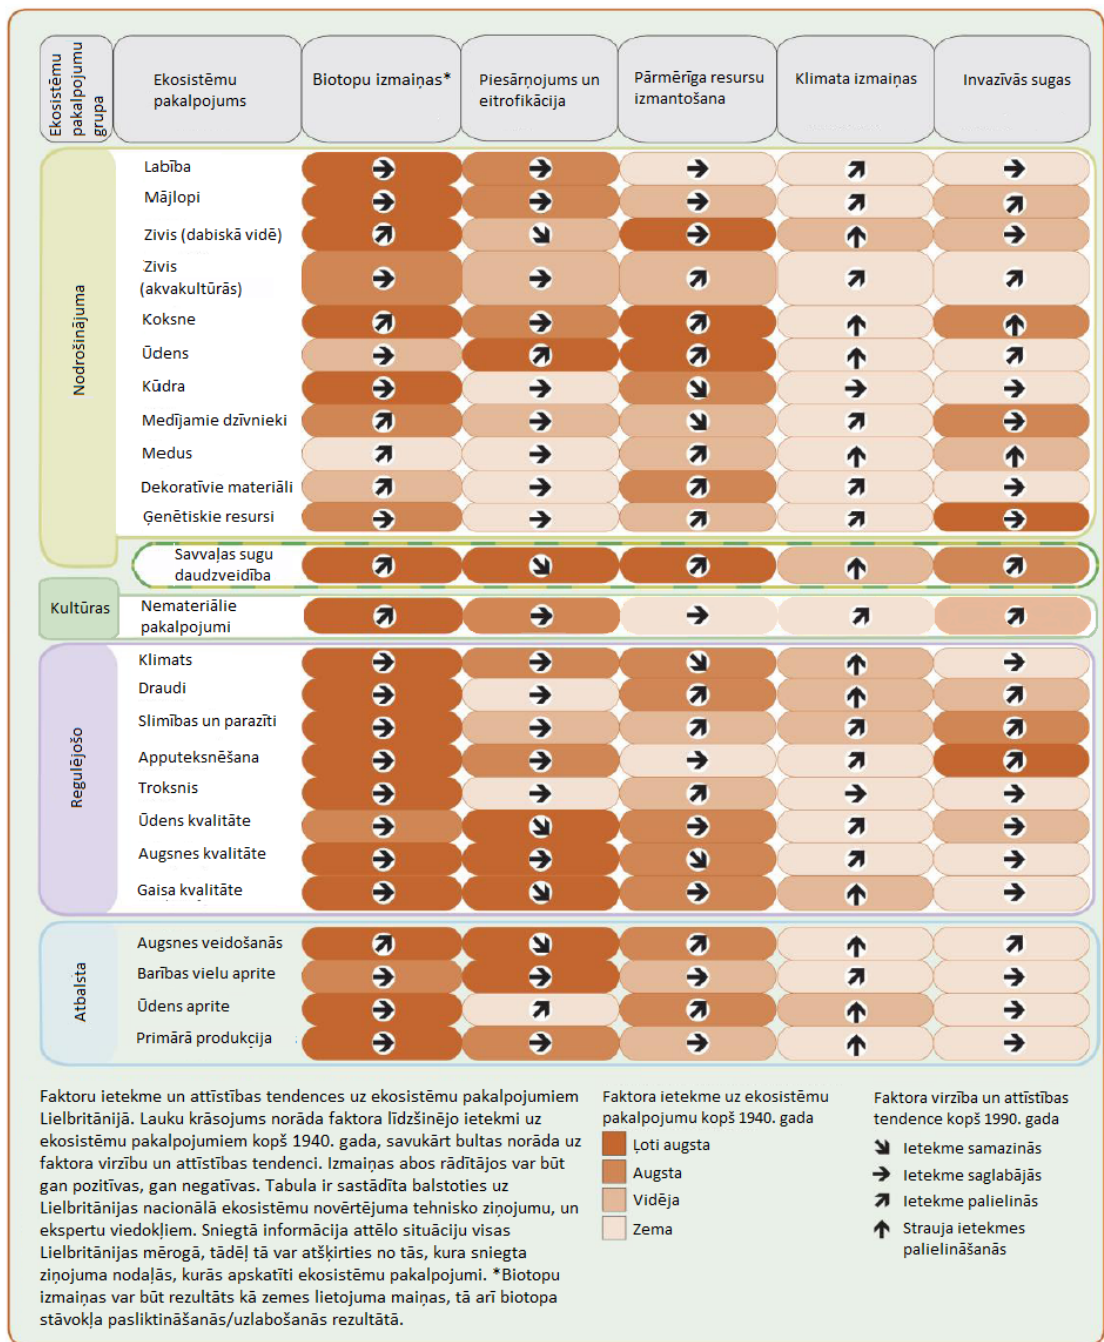 Ekosistēmu
pakalpojumu
grupa
Ekosistēmu
pakalpojums
Biotopu izmaiņas*
Piesārņojums un
eitrofikācija
Pārmērīga resursu
izmantošana
Klimata izmaiņas
Invazīvās sugas
Nodrošinājuma
Labība
Mājlopi
Zivis (dabiskā vidē)
Zivis
(akvakultūrās)
Koksne
Ūdens
Kūdra
Medījamie dzīvnieki
Medus
Dekoratīvie materiāli
Ģenētiskie resursi
Savvaļas sugu
daudzveidība
Kultūras
Nemateriālie
pakalpojumi
Regulējošo
Klimats
Draudi
Slimības un parazīti
Apputeksnēšana
Troksnis
Ūdens kvalitāte
Augsnes kvalitāte
Gaisa kvalitāte
Atbalsta
Augsnes veidošanās
Barības vielu aprite
Ūdens aprite
Primārā produkcija
Faktoru ietekme un attīstības tendences uz ekosistēmu pakalpojumiem
Lielbritānijā. Lauku krāsojums norāda faktora līdzšinējo ietekmi uz
ekosistēmu pakalpojumiem kopš 1940. gada, savukārt bultas norāda uz
faktora virzību un attīstības tendenci. Izmaiņas abos rādītājos var būt
gan pozitīvas, gan negatīvas. Tabula ir sastādīta balstoties uz
Lielbritānijas nacionālā ekosistēmu novērtējuma tehnisko ziņojumu, un
ekspertu viedokļiem. Sniegtā informācija attēlo situāciju visas
Lielbritānijas mērogā, tādēļ tā var atšķirties no tās, kura sniegta
ziņojuma nodaļās, kurās apskatīti ekosistēmu pakalpojumi. *Biotopu
izmaiņas var būt rezultāts kā zemes lietojuma maiņas, tā arī biotopa
stāvokļa pasliktināšanās/uzlabošanās rezultātā.
Faktora ietekme uz ekosistēmu
pakalpojumu kopš 1940. gada
Ļoti augsta
Augsta
Vidēja
Zema
Faktora virzība un attīstības
tendence kopš 1990. gada
Ietekme samazinās
Ietekme saglabājās
Ietekme palielinās
Strauja ietekmes
palielināšanās